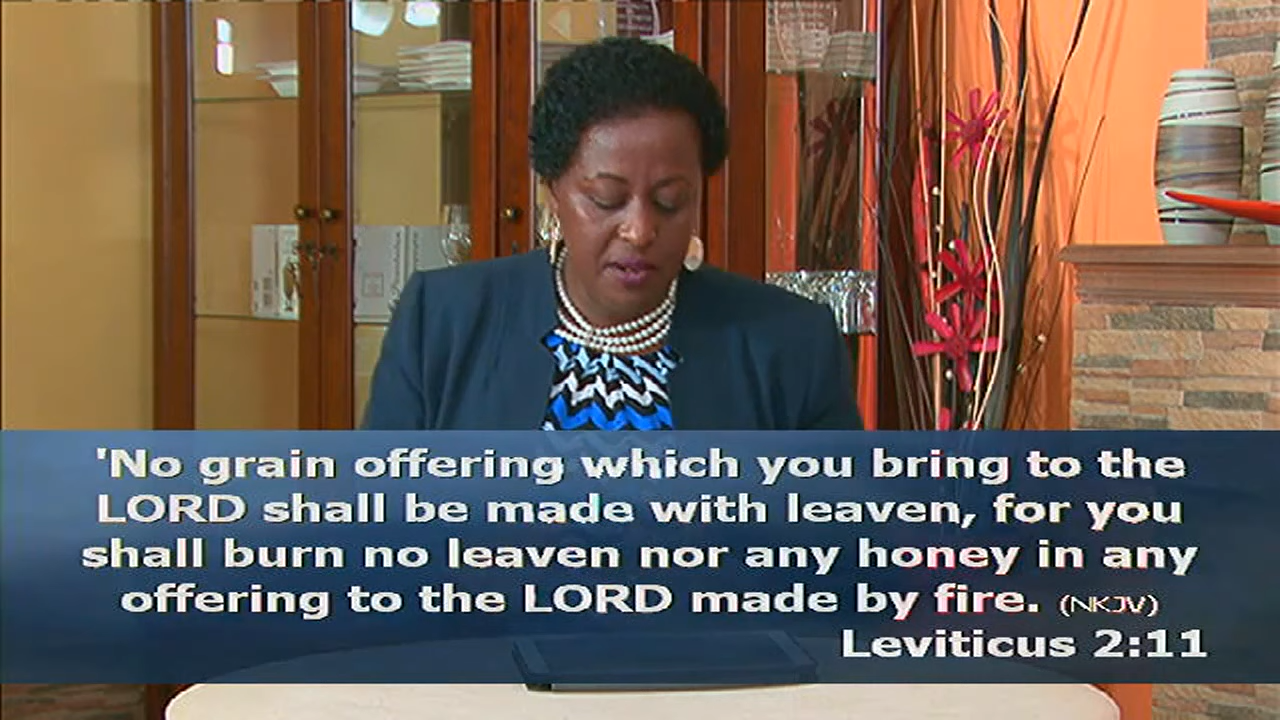 'No grain offering which you bring to the
LORD shall be made with leaven, for you
shall burn no leaven nor any honey in any
offering to the LORD made by fire. (NKJV)
Leviticus 2:11